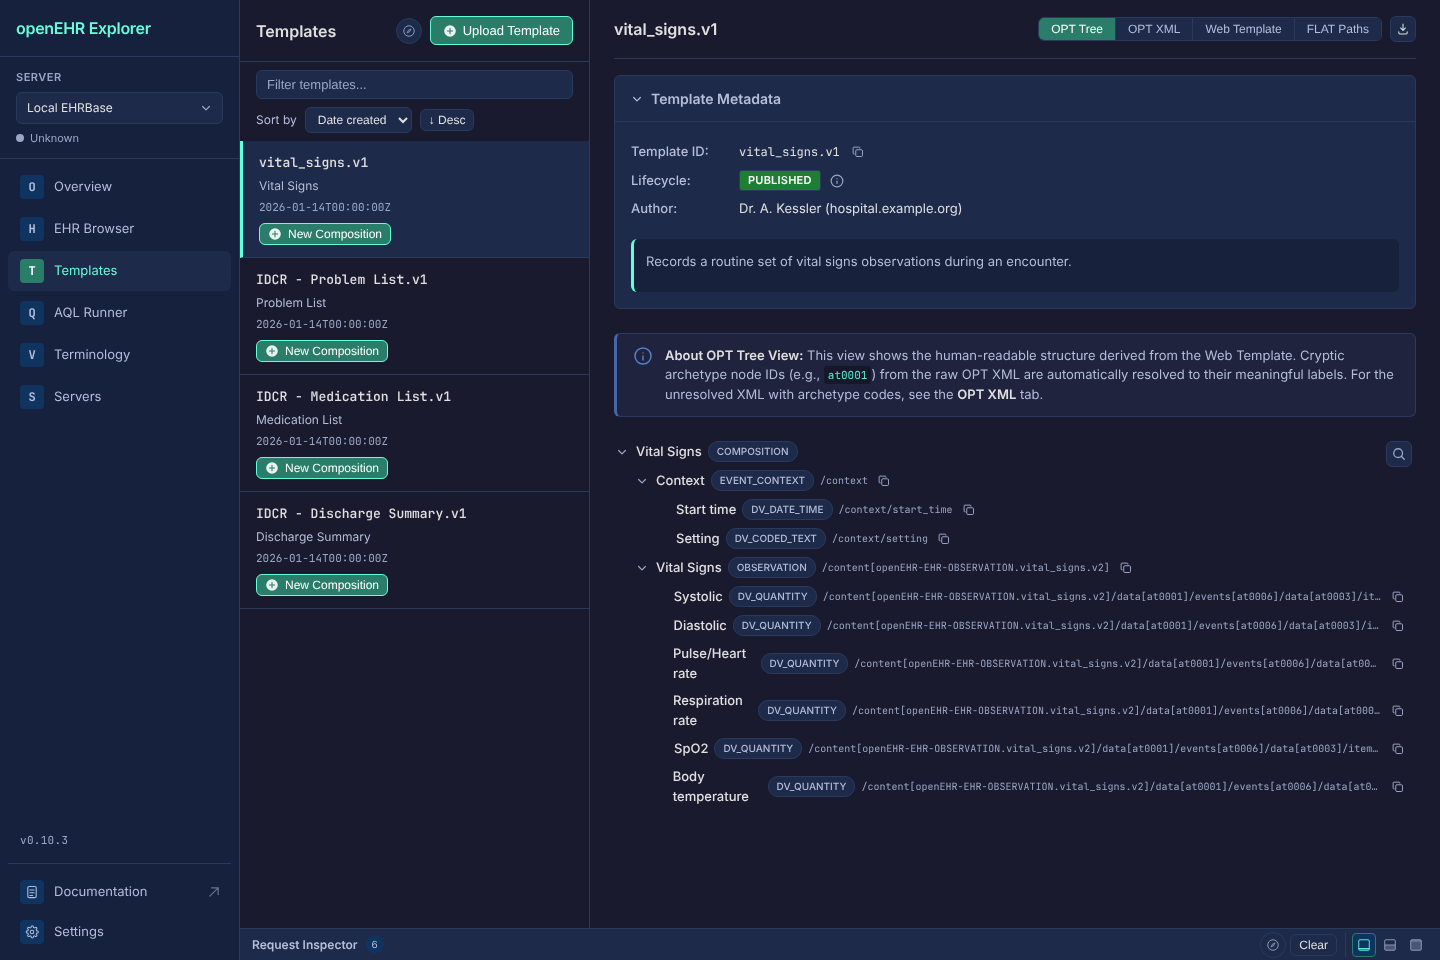 openEHR Explorer
SERVER
Local EHRBase
Unknown
O Overview
H EHR Browser
T Templates
Q AQL Runner
V Terminology
S Servers
v0.10.3
Documentation
Settings
Templates
Upload Template
Filter templates...
Sort by Date created ↓ Desc
vital_signs.v1
Vital Signs
2026-01-14T00:00:00Z
New Composition
IDCR - Problem List.v1
Problem List
2026-01-14T00:00:00Z
New Composition
IDCR - Medication List.v1
Medication List
2026-01-14T00:00:00Z
New Composition
IDCR - Discharge Summary.v1
Discharge Summary
2026-01-14T00:00:00Z
New Composition
vital_signs.v1
OPT Tree OPT XML Web Template FLAT Paths
Template Metadata
Template ID: vital_signs.v1
Lifecycle: PUBLISHED
Author: Dr. A. Kessler (hospital.example.org)
Records a routine set of vital signs observations during an encounter.
About OPT Tree View: This view shows the human-readable structure derived from the Web Template. Cryptic
archetype node IDs (e.g., at0001) from the raw OPT XML are automatically resolved to their meaningful labels. For the
unresolved XML with archetype codes, see the OPT XML tab.
Vital Signs COMPOSITION
Context EVENT_CONTEXT /context
Start time DV_DATE_TIME /context/start_time
Setting DV_CODED_TEXT /context/setting
Vital Signs OBSERVATION /content[openEHR-EHR-OBSERVATION.vital_signs.v2]
Systolic DV_QUANTITY /content[openEHR-EHR-OBSERVATION.vital_signs.v2]/data[at0001]/events[at0006]/data[at0003]/it…
Diastolic DV_QUANTITY /content[openEHR-EHR-OBSERVATION.vital_signs.v2]/data[at0001]/events[at0006]/data[at0003]/i…
Pulse/Heart
rate DV_QUANTITY /content[openEHR-EHR-OBSERVATION.vital_signs.v2]/data[at0001]/events[at0006]/data[at00…
Respiration
rate DV_QUANTITY /content[openEHR-EHR-OBSERVATION.vital_signs.v2]/data[at0001]/events[at0006]/data[at000…
SpO2 DV_QUANTITY /content[openEHR-EHR-OBSERVATION.vital_signs.v2]/data[at0001]/events[at0006]/data[at0003]/item…
Body
temperature DV_QUANTITY /content[openEHR-EHR-OBSERVATION.vital_signs.v2]/data[at0001]/events[at0006]/data[at0…
Request Inspector 6
Clear